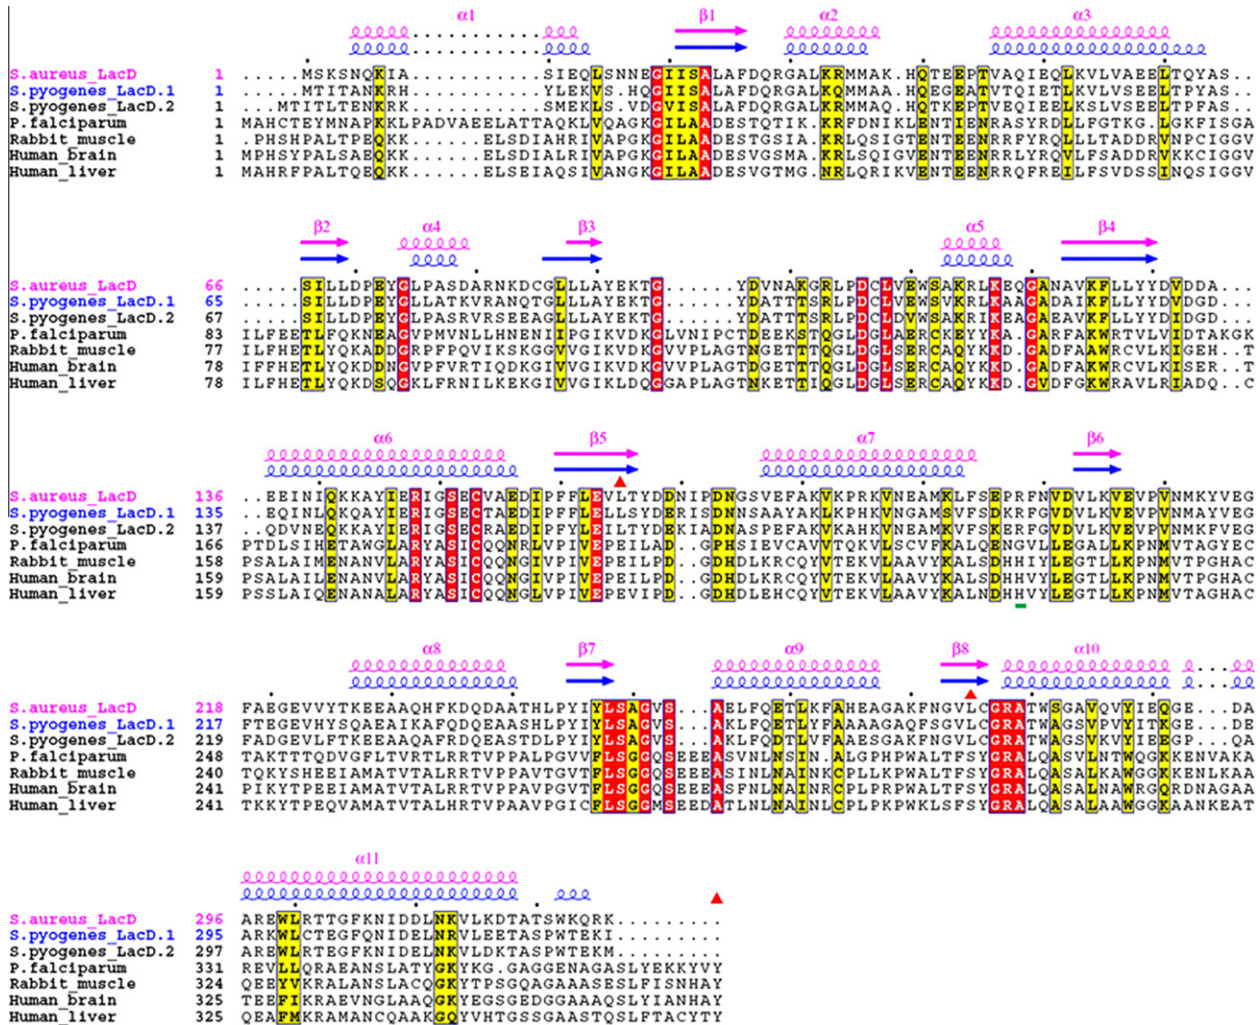 α1 β1 α2 α3
S.aureus_LacD 1 .....MSKSNQKIA...........SIEQLSNNEGIISALAFDQRGALKRMMAK.HQTEEPTVAQIEQLKVLVAEELTQYAS..
S.pyogenes_LacD.1 1 .....MTITANKRH...........YLEKVS.HQGIISALAFDQRGALKQMMAA.HQEGEATVTQIETLKVLVSEELTPYAS..
S.pyogenes_LacD.2 1 ...MTITLTENKRK...........SMEKLS.VDGVISALAFDQRGALKRMMAQ.HQTKEPTVEQIEELKSLVSEELTPFAS..
P.falciparum 1 MAHCTEYMNAPKKLPADVAEELATTAQKLVQAGKGILAADESTQTIK.KRFDNIKLENTIENRASYRDLLFGTKG.LGKFISGA
Rabbit_muscle 1 .PHSHPALTPEQKK........ELSDIAHRIVAPGKGILAADESTGSIA.KRLQSIGTENTEENRRFYRQLLLTADDRVNPCIGGV
Human_brain 1 MPHSYPALSAEQKK........ELSDIALRIVAPGKGILAADESVGSMA.KRLSQIGVENTEENRRLYRQVLFSADDRVKKCIGGV
Human_liver 1 MAHRFPALTQEQKK........ELSEIAQSIVANGKGILAADESVGTMG.NRLQRIKVENTEENRRQFREILFSVDSSINQSIGGV
β2 α4 β3 α5 β4
S.aureus_LacD 66 .....SILLDPEYGLPASDARNKDCGLLLAYEKTG......YDVNAKGRLPDCLVEWSAKRLKEQGANAVKFLLYYDVDDA...
S.pyogenes_LacD.1 65 .....SILLDPEYGLLATKVRANQTGLLLAYEKTG......YDATTTSRLPDCLVEWSVKRLKAAGADAIKFLLYYDVDGD...
S.pyogenes_LacD.2 67 .....SILLDPEYGLPASRVRSEEAGLLLAYEKTG......YDATTTSRLPDCLDVWSAKRIKEAGAEAVKFLLYYDIDGD...
P.falciparum 83 ILFEETLFQKNEAGVPMVNLLHNENIIPGIKVDKGLVNIPCTDEEKSTQGLDGLAERCKEYYKA.GARFAKWRTVLVIDTAKGK
Rabbit_muscle 77 ILFHETLYQKADDGRPFPQVIKSKGGVVGIKVDKGVVPLAGTNGETTTQGLDGLSERCAQYKKD.GADFAAWRCVLKIGEH..T
Human_brain 78 IFFHETLYQKDDNGVPFVRTIQDKGIVVGIKVDKGVVPLAGTDGETTTQGLDGLSERCAQYKKD.GADFAKWRCVLKISER..T
Human_liver 78 ILFHETLYQKDSQGKLFRNILKEKGIVVGIKLDQGGAPLAGTNKETTIQGLDGLSERCAQYKKD.GVDFGKWRAVLRIADQ..C
α6 β5 α7 β6
S.aureus_LacD 136 ..EEINIQKKAYIERIGSECVAEDIPFFLEVLTYDDNIPDNGSVEFAKVKPRKVNEAMKLFSEPRFNVDVLKVEVPVNMKYVEG
S.pyogenes_LacD.1 135 ..EQINLQKQAYIERIGSECTAEDIPFFLELLSYDERISDNNSAAYAKLKPHKVNGAMSVFSDKRFGVDVLKVEVPVNMAYVEG
S.pyogenes_LacD.2 137 ..QDVNEQKKAYIERIGSECRAEDIPFYLEILTYDEKIADNASPEFAKVKAHKVNEAMKVFSKERFGVDVLKVEVPVNMKFVEG
P.falciparum 166 PTDLSIHETAWGLARYASICQQNRLVPIVEPEILAD..GPHSIEVCAVVTQKVLSCVFKALQENGVLLEGALLKPNMVTAGYEC
Rabbit_muscle 158 PSALAIMENANVLARYASICQQNGIVPIVEPEILPD..GDHDLKRCQYVTEKVLAAVYKALSDHHIYLEGTLLKPNMVTPGHAC
Human_brain 159 PSALAILENANVLARYASICQQNGIVPIVEPEILPD..GDHDLKRCQYVTEKVLAAVYKALSDHHVYLEGTLLKPNMVTPGHAC
Human_liver 159 PSSLAIQENANALARYASICQQNGLVPIVEPEVIPD..GDHDLEHCQYVTEKVLAAVYKALNDHHVYLEGTLLKPNMVTAGHAC
α8 β7 α9 β8 α10
S.aureus_LacD 218 FAEGEVVYTKEEAAQHFKDQDAATHLPYIYLSAGVS...AELFQETLKFAHEAGAKFNGVLCGRATWSGAVQVYIEQGE...DA
S.pyogenes_LacD.1 217 FTEGEVHYSQAEAIKAFQDQEAASHLPYIYLSAGVS...AKLFQETLYFAAAAGAQFSGVLCGRATWAGSVPVYITKGE...DE
S.pyogenes_LacD.2 219 FADGEVLFTKEEAAQAFRDQEASTDLPYIYLSAGVS...AKLFQDTLVFAAESGAKFNGVLCGRATWAGSVKVYIEEGP...QA
P.falciparum 248 TAKTTTQDVGFLTVRTLRRTVPPALPGVVFLSGGQSEEEASVNLNSIN.ALGPHPWALTFSYGRALQASVLNTWQGKKENVAKA
Rabbit_muscle 240 TQKYSHEEIAMATVTALRRTVPPAVTGVTFLSGGQSEEEASINLNAINKCPLLKPWALTFSYGRALQASALKAWGGKKENLKAA
Human_brain 241 PIKYTPEEIAMATVTALRRTVPPAVPGVTFLSGGQSEEEASFNLNAINRCPLPRPWALTFSYGRALQASALNAWRGQRDNAGAA
Human_liver 241 TKKYTPEQVAMATVTALHRTVPAAVPGICFLSGGMSEEDATLNLNAINLCPLPKPWKLSFSYGRALQASALAAWGGKAANKEAT
α11
S.aureus_LacD 296 AREWLRTTGFKNIDDLNKVLKDTATSWKQRK.........
S.pyogenes_LacD.1 295 ARKWLCTEGFQNIDELNRVLEETASPWTEKI.........
S.pyogenes_LacD.2 297 AREWLRTEGFKNIDELNKVLDKTASPWTEKM.........
P.falciparum 331 REVLLQRAEANSLATYGKYKG.GAGGENAGASLYEKKYVY
Rabbit_muscle 324 QEEYVKRALANSLACQGKYTPSGQAGAAASESLFISNHAY
Human_brain 325 TEEFIKRAEVNGLAAQGKYEGSGEDGGAAAQSLYIANHAY
Human_liver 325 QEAFMKRAMANCQAAKGQYVHTGSSGAASTQSLFTACYTY